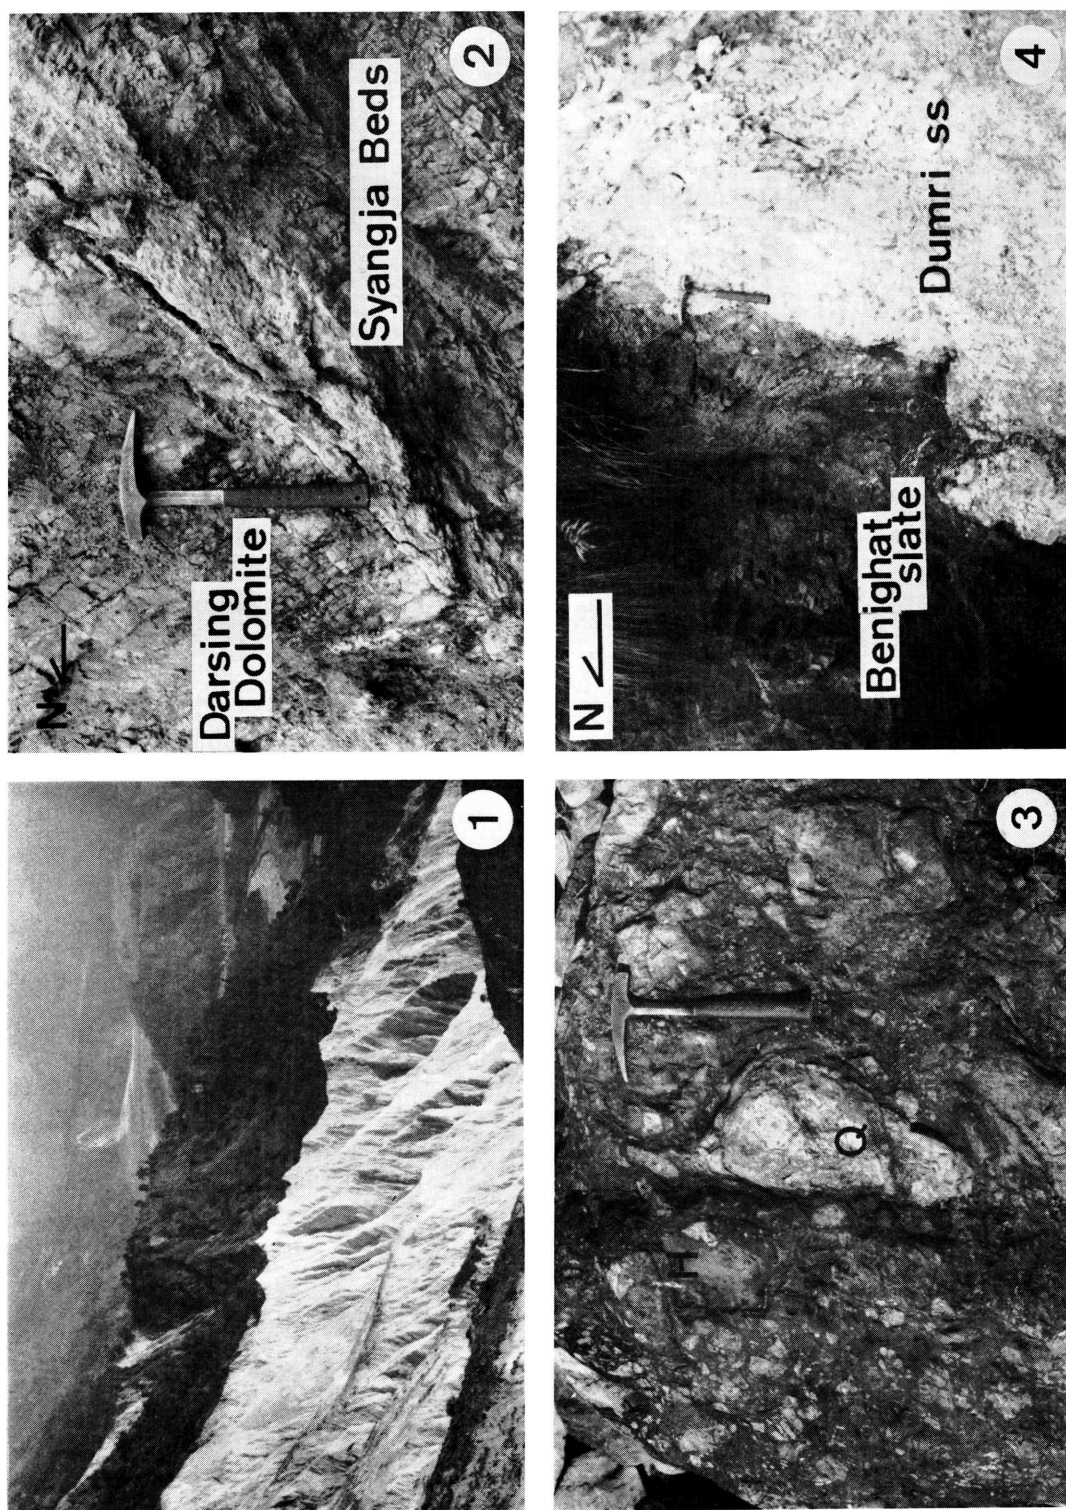 1
N
Darsing
Dolomite
Syangja Beds
2
H
Q
3
N
Benighat
slate
Dumri ss
4